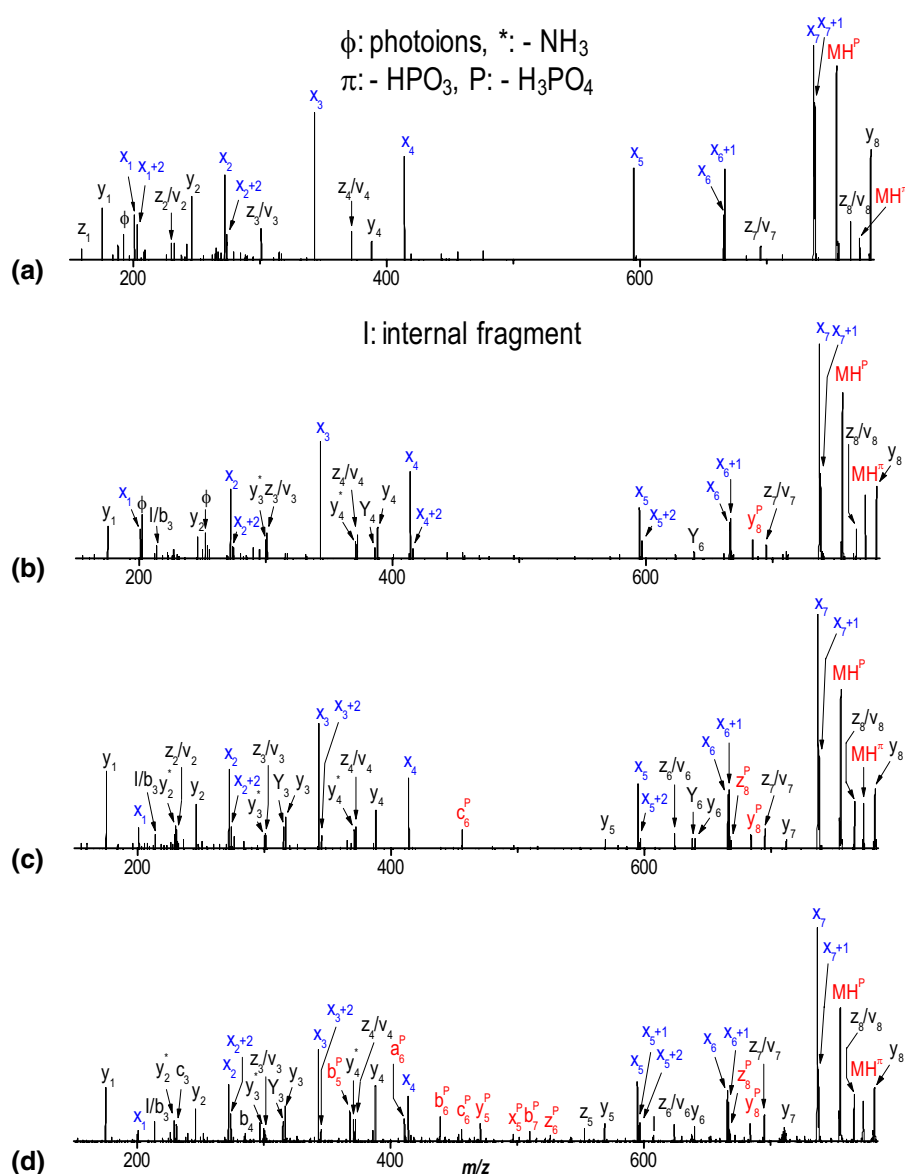 ϕ: photoions, *: - NH₃
π: - HPO₃, P: - H₃PO₄
z₁ y₁ ϕ x₁ x₁+2 z₂/v₂ y₂ x₂ x₂+2 z₃/v₃ x₃ z₄/v₄ y₄ x₄ x₅ x₆ x₆+1 z₇/v₇ x₇ x₇+1 MHᴾ z₈/v₈ MH^π y₈
200 400 600
(a)
I: internal fragment
y₁ x₁ ϕ I/b₃ y₂ ϕ x₂ x₂+2 y₃* z₃/v₃ x₃ y₄* z₄/v₄ Y₄ y₄ x₄ x₄+2 x₅ x₅+2 Y₆ x₆ x₆+1 y₈ᴾ z₇/v₇ x₇ x₇+1 MHᴾ z₈/v₈ MH^π y₈
200 400 600
(b)
y₁ x₁ I/b₃ y₂* z₂/v₂ y₂ x₂ x₂+2 y₃* z₃/v₃ Y₃ y₃ x₃ x₃+2 y₄* z₄/v₄ y₄ x₄ c₆ᴾ y₅ x₅ x₅+2 z₆/v₆ Y₆ y₆ x₆ x₆+1 z₈ᴾ y₈ᴾ z₇/v₇ y₇ x₇ x₇+1 MHᴾ z₈/v₈ MH^π y₈
200 400 600
(c)
y₁ x₁ I/b₃ y₂* c₃ y₂ x₂ x₂+2 b₄ y₃* z₃/v₃ Y₃ y₃ x₃ x₃+2 b₅ᴾ y₄* z₄/v₄ y₄ a₆ᴾ x₄ b₆ᴾ c₆ᴾ y₅ᴾ x₅ᴾ b₇ᴾ z₆ᴾ z₅ y₅ x₅ x₅+1 x₅+2 z₆/v₆ y₆ x₆ x₆+1 z₈ᴾ y₈ᴾ z₇/v₇ y₇ x₇ x₇+1 MHᴾ z₈/v₈ MH^π y₈
200 400 600
(d)
m/z